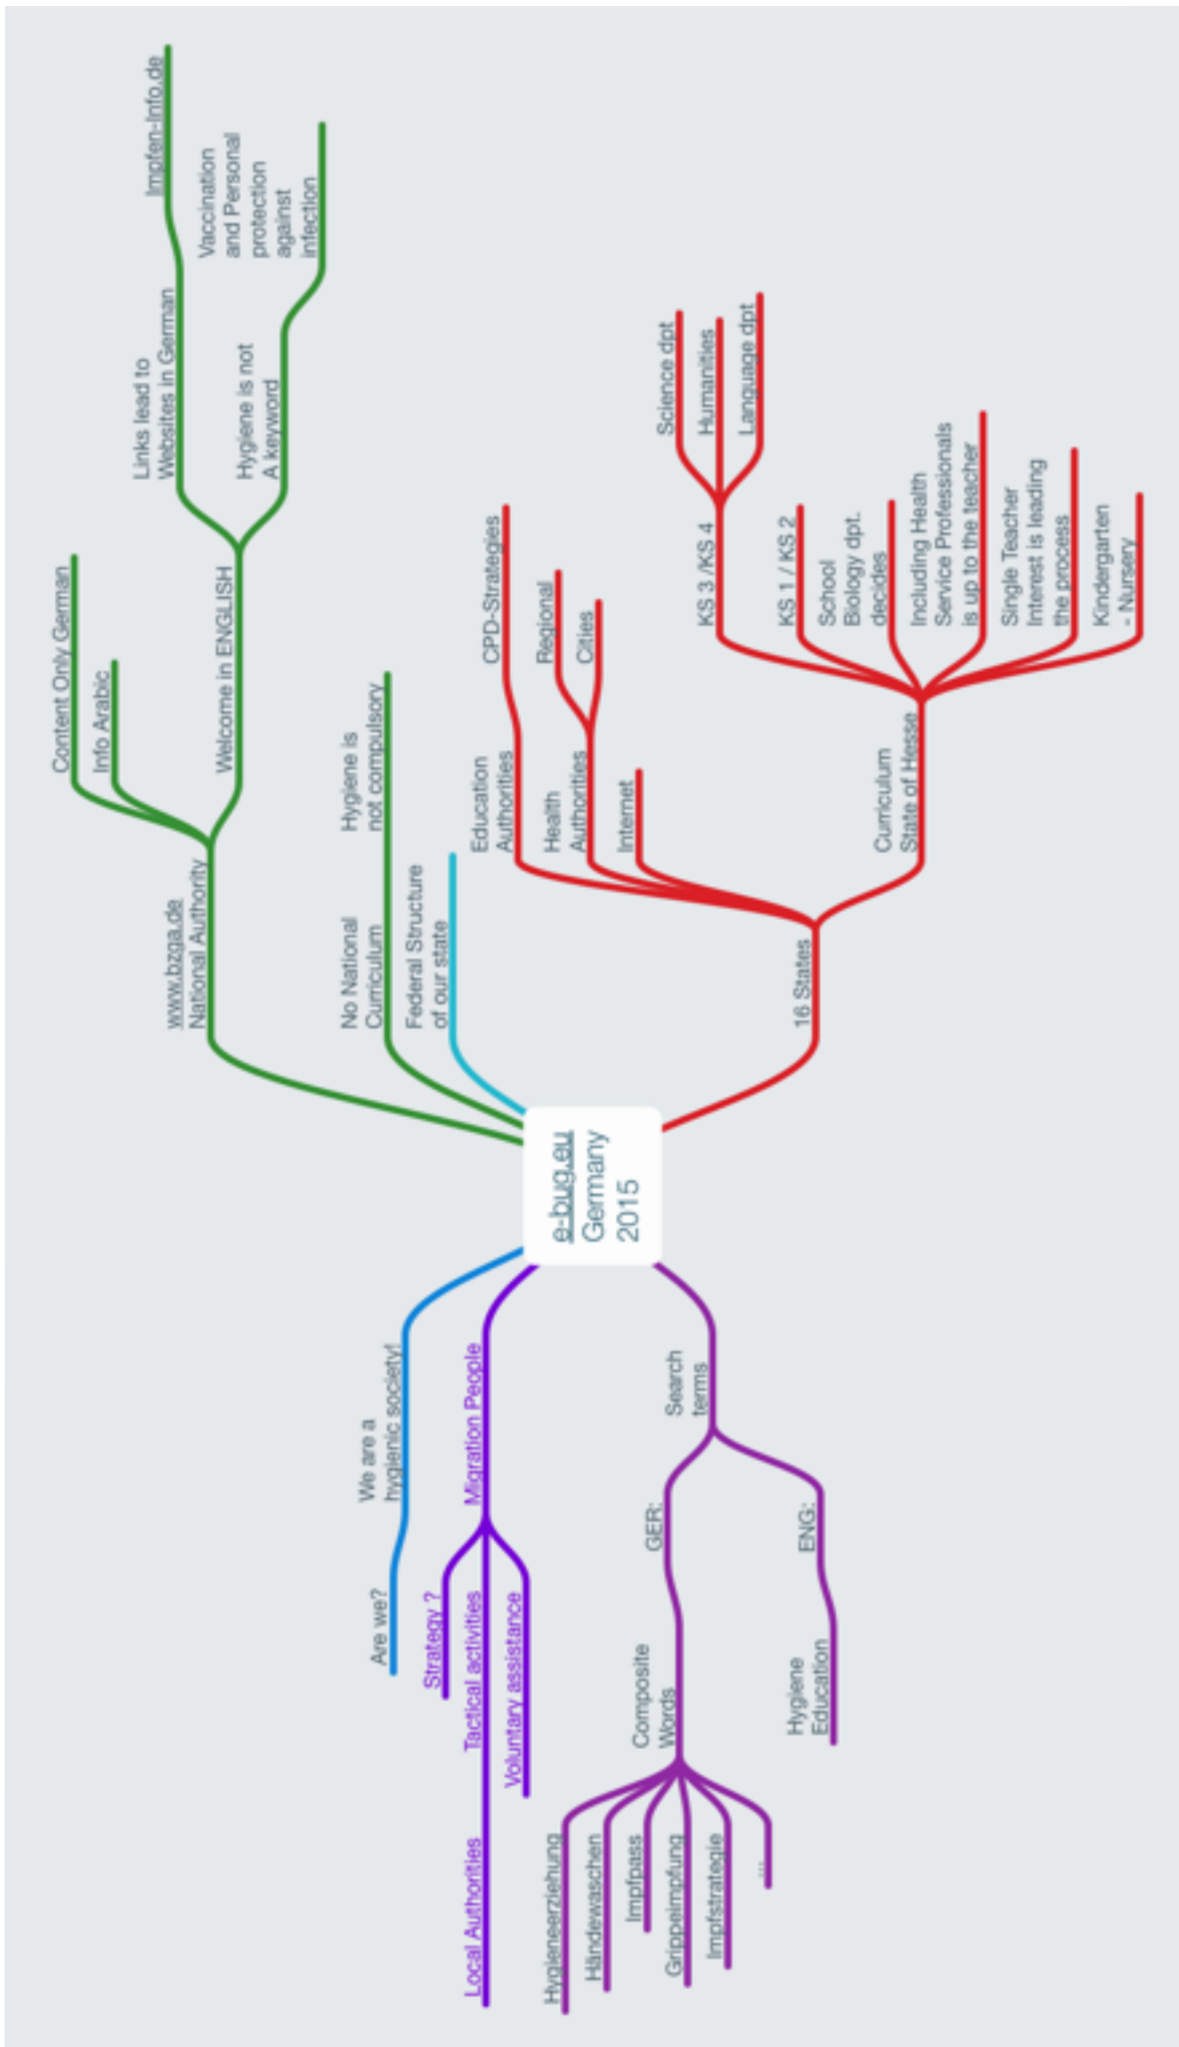 e-bug.eu
Germany
2015
www.bzga.de
National Authority
Content Only German
Info Arabic
Welcome in ENGLISH
Links lead to
Websites in German
Impfen-Info.de
Hygiene is not
A keyword
Vaccination
and Personal
protection
against
infection
No National
Curriculum
Hygiene is
not compulsory
Federal Structure
of our state
16 States
Education
Authorities
CPD-Strategies
Health
Authorities
Regional
Cities
Internet
Curriculum
State of Hesse
KS 3 /KS 4
Science dpt
Humanities
Language dpt
KS 1 / KS 2
School
Biology dpt.
decides
Including Health
Service Professionals
is up to the teacher
Single Teacher
Interest is leading
the process
Kindergarten
- Nursery
We are a
hygienic society!
Are we?
Migration People
Strategy ?
Tactical activities
Local Authorities
Voluntary assistance
Search
terms
GER:
Composite
Words
Hygieneerziehung
Händewaschen
Impfpass
Grippeimpfung
Impfstrategie
...
ENG:
Hygiene
Education